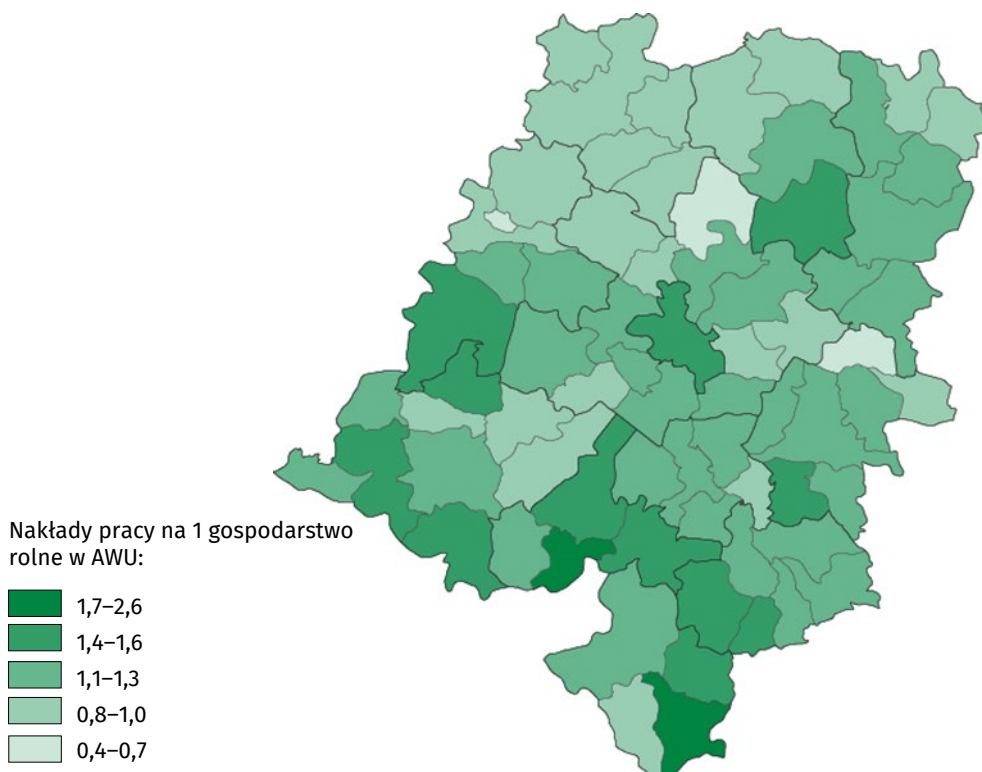 Nakłady pracy na 1 gospodarstwo
rolne w AWU:
1,7–2,6
1,4–1,6
1,1–1,3
0,8–1,0
0,4–0,7